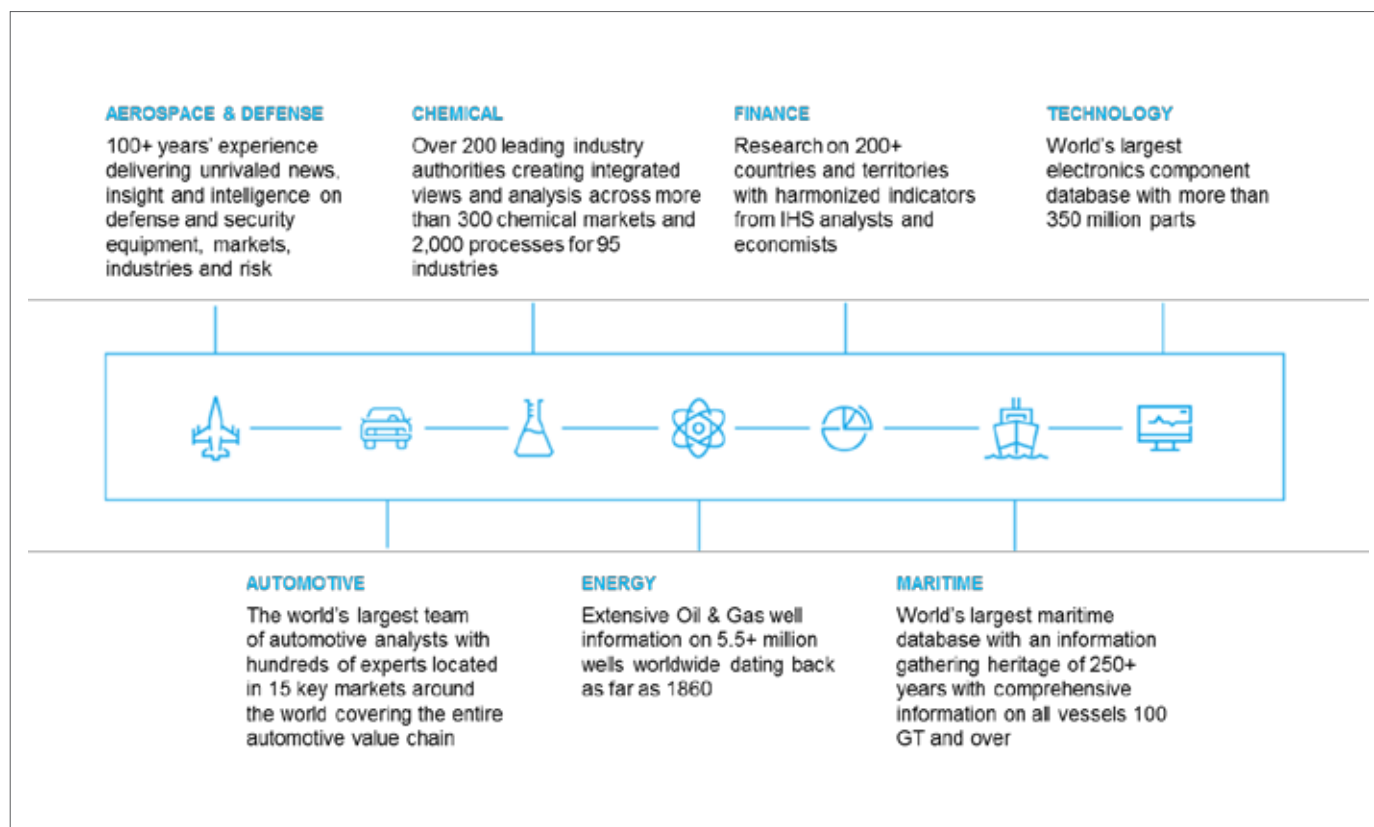 AEROSPACE & DEFENSE
100+ years' experience
delivering unrivaled news,
insight and intelligence on
defense and security
equipment, markets,
industries and risk
CHEMICAL
Over 200 leading industry
authorities creating integrated
views and analysis across more
than 300 chemical markets and
2,000 processes for 95
industries
FINANCE
Research on 200+
countries and territories
with harmonized indicators
from IHS analysts and
economists
TECHNOLOGY
World's largest
electronics component
database with more than
350 million parts
AUTOMOTIVE
The world's largest team
of automotive analysts with
hundreds of experts located
in 15 key markets around
the world covering the entire
automotive value chain
ENERGY
Extensive Oil & Gas well
information on 5.5+ million
wells worldwide dating back
as far as 1860
MARITIME
World's largest maritime
database with an information
gathering heritage of 250+
years with comprehensive
information on all vessels 100
GT and over